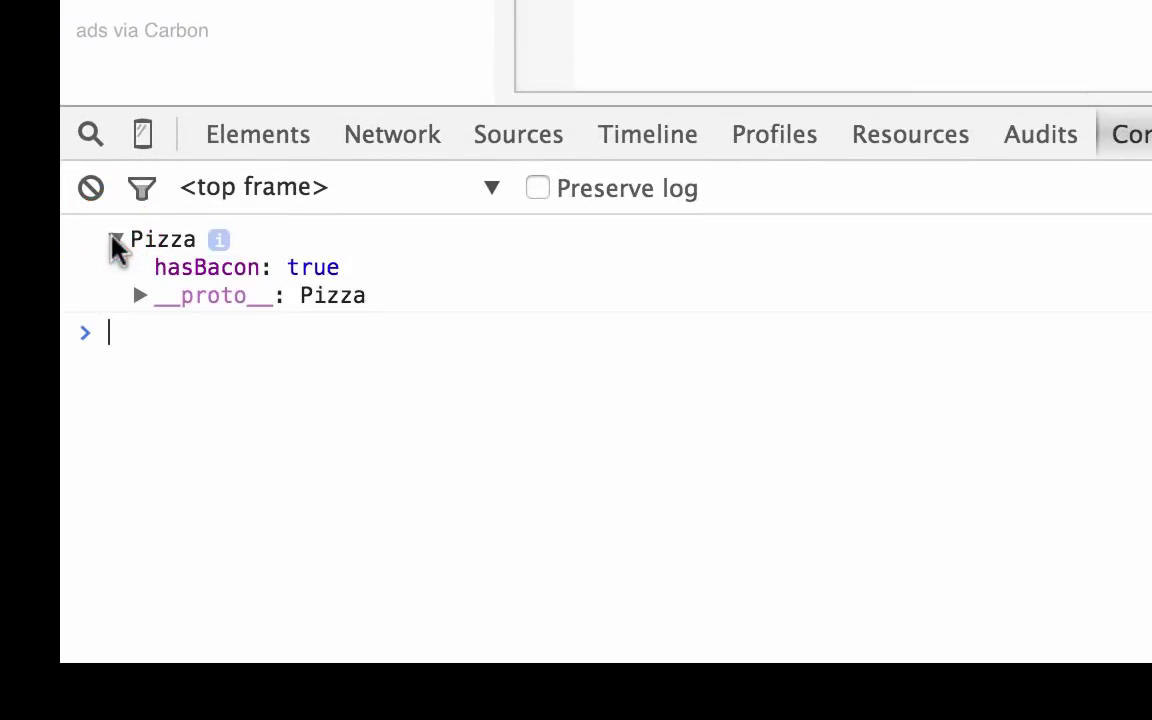 ads via Carbon
Elements Network Sources Timeline Profiles Resources Audits Con
<top frame> ▼ Preserve log
▼ Pizza i
hasBacon: true
▶ __proto__: Pizza
>